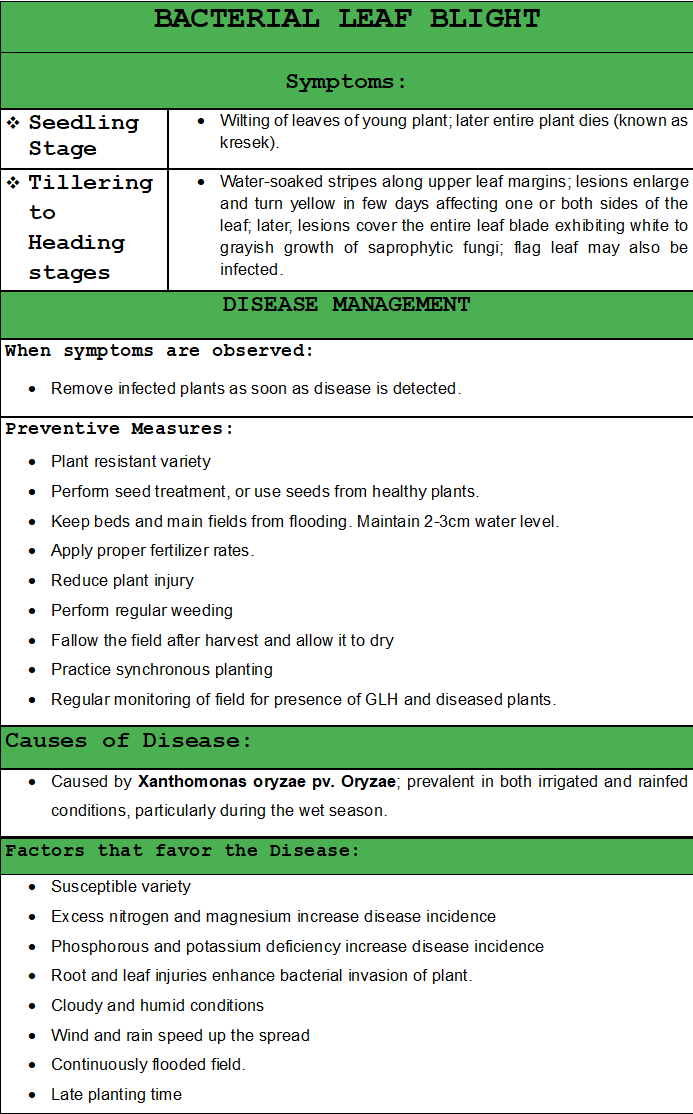 BACTERIAL LEAF BLIGHT
Symptoms:
❖ Seedling
Stage
• Wilting of leaves of young plant; later entire plant dies (known as
kresek).
❖ Tillering
to
Heading
stages
• Water-soaked stripes along upper leaf margins; lesions enlarge
and turn yellow in few days affecting one or both sides of the
leaf; later, lesions cover the entire leaf blade exhibiting white to
grayish growth of saprophytic fungi; flag leaf may also be
infected.
DISEASE MANAGEMENT
When symptoms are observed:
• Remove infected plants as soon as disease is detected.
Preventive Measures:
• Plant resistant variety
• Perform seed treatment, or use seeds from healthy plants.
• Keep beds and main fields from flooding. Maintain 2-3cm water level.
• Apply proper fertilizer rates.
• Reduce plant injury
• Perform regular weeding
• Fallow the field after harvest and allow it to dry
• Practice synchronous planting
• Regular monitoring of field for presence of GLH and diseased plants.
Causes of Disease:
• Caused by Xanthomonas oryzae pv. Oryzae; prevalent in both irrigated and rainfed
conditions, particularly during the wet season.
Factors that favor the Disease:
• Susceptible variety
• Excess nitrogen and magnesium increase disease incidence
• Phosphorous and potassium deficiency increase disease incidence
• Root and leaf injuries enhance bacterial invasion of plant.
• Cloudy and humid conditions
• Wind and rain speed up the spread
• Continuously flooded field.
• Late planting time